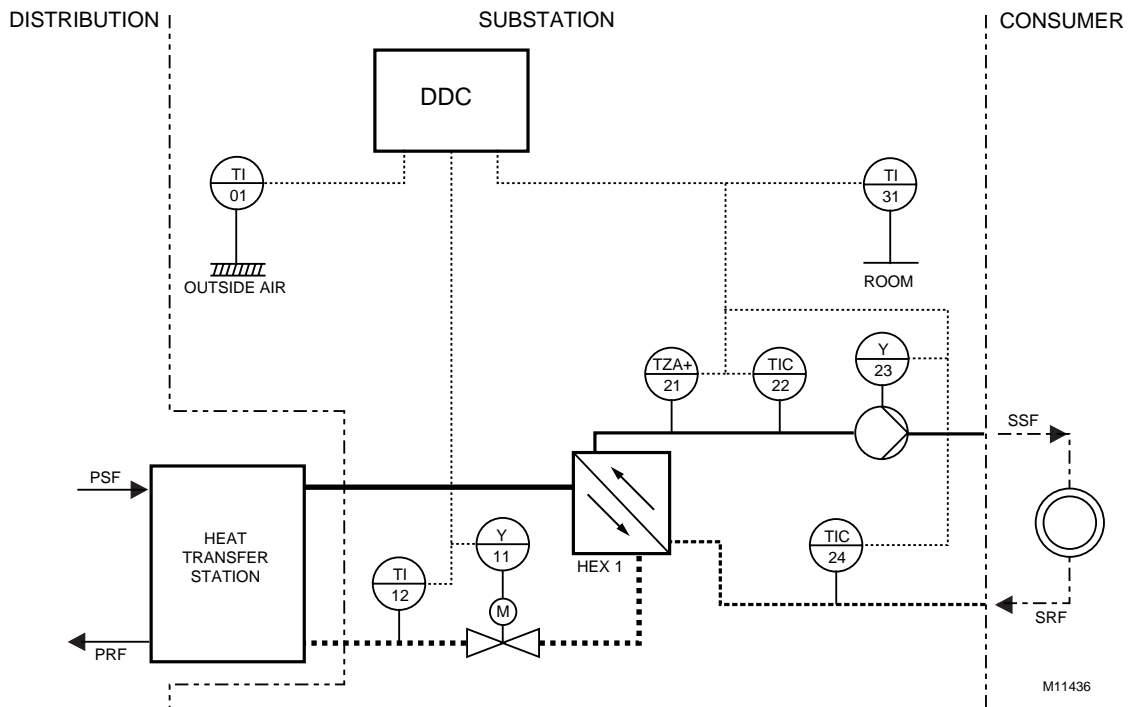 DISTRIBUTION
SUBSTATION
CONSUMER
DDC
TI
01
OUTSIDE AIR
TI
31
ROOM
TZA+
21
TIC
22
Y
23
SSF
PSF
HEAT
TRANSFER
STATION
PRF
TI
12
Y
11
M
HEX 1
TIC
24
SRF
M11436